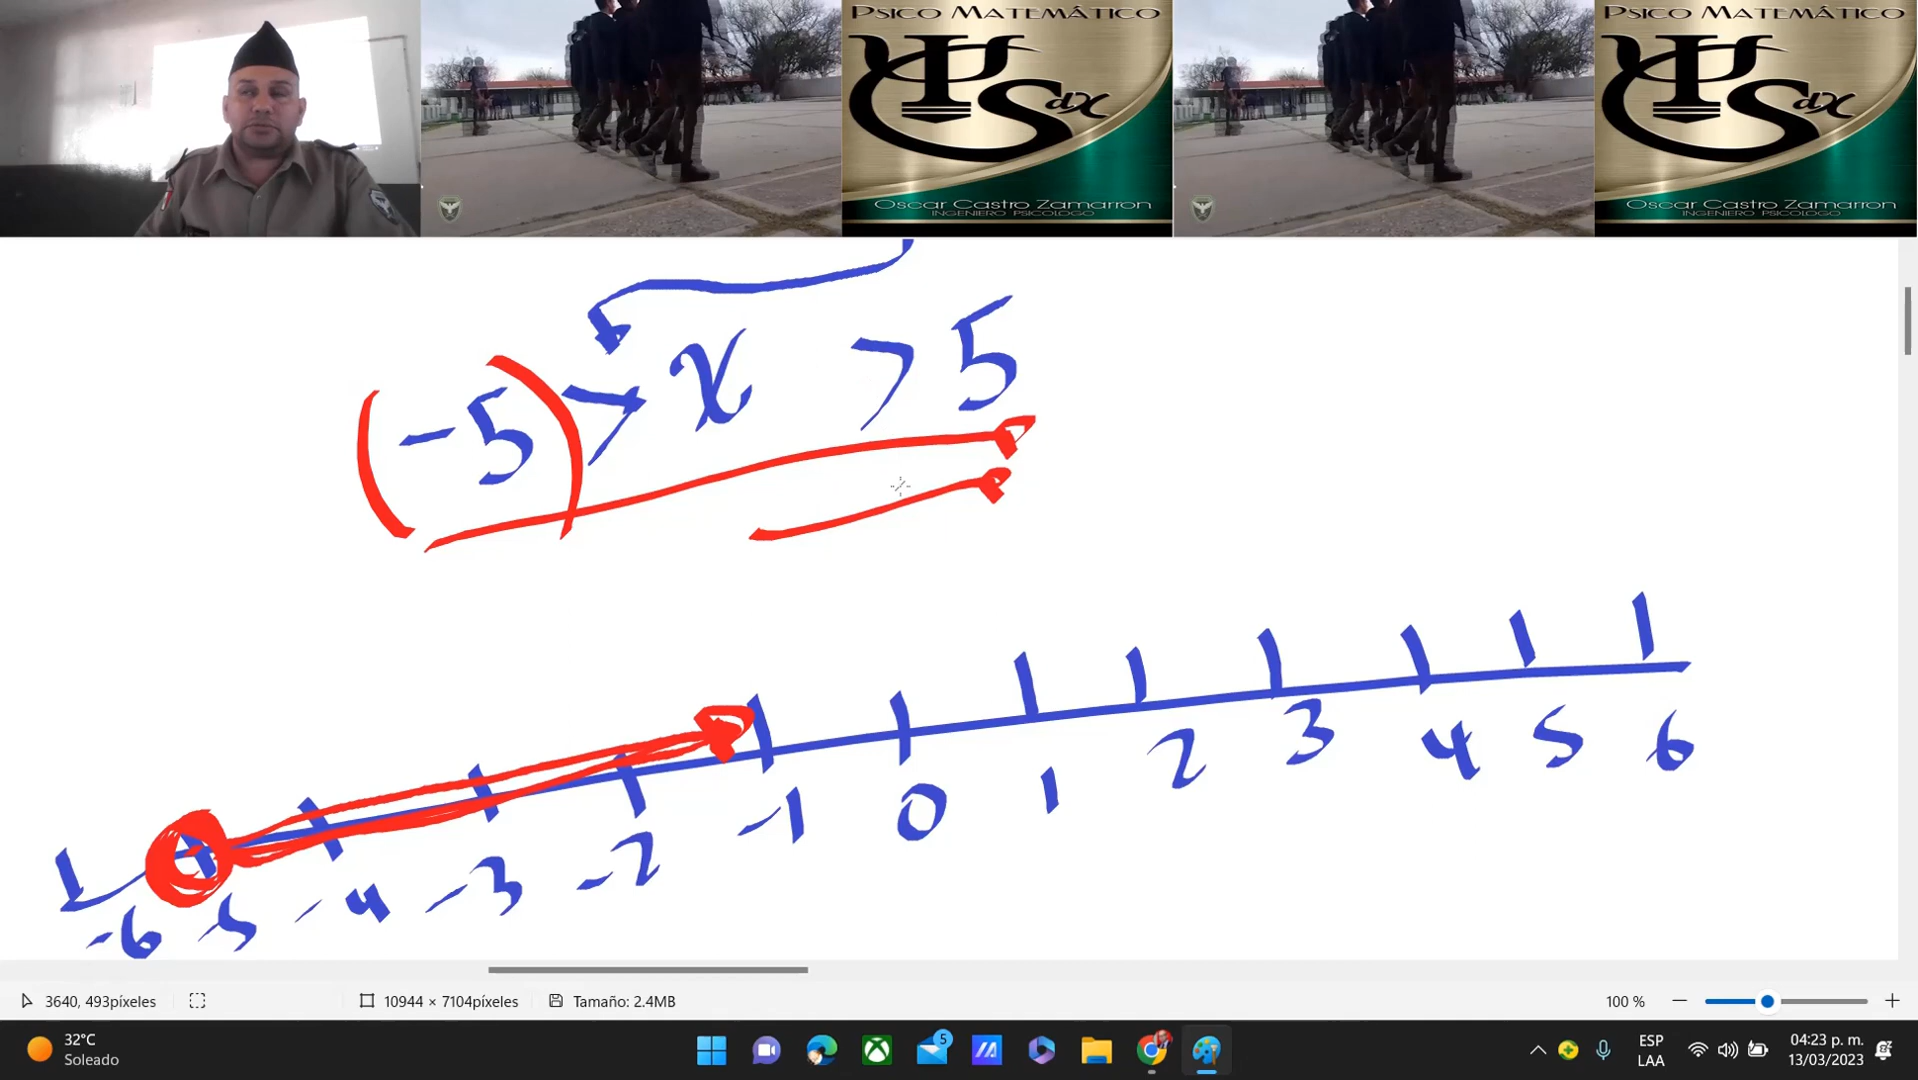 PSICO MATEMÁTICO
Oscar Castro Zamarron
INGENIERO PSICOLOGO
PSICO MATEMÁTICO
Oscar Castro Zamarron
INGENIERO PSICOLOGO
(-5) > x > 5
-6 -5 -4 -3 -2 -1 0 1 2 3 4 5 6
3640, 493píxeles
10944 × 7104píxeles
Tamaño: 2.4MB
100 %
32°C
Soleado
5
ESP
LAA
04:23 p. m.
13/03/2023